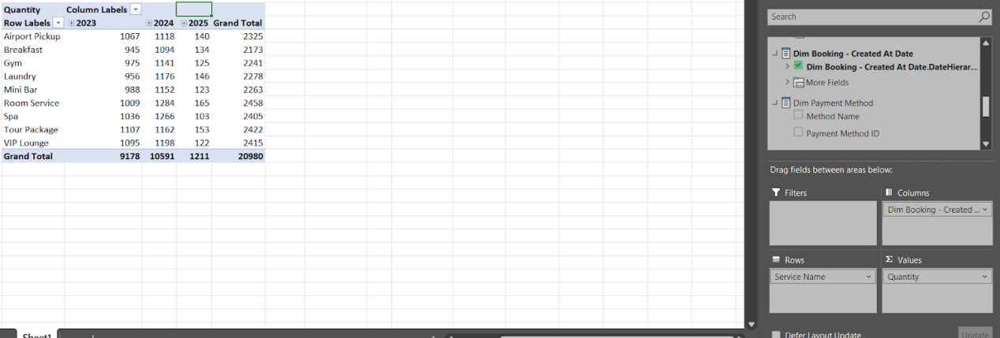 Quantity Column Labels
Row Labels 2023 2024 2025 Grand Total
Airport Pickup 1067 1118 140 2325
Breakfast 945 1094 134 2173
Gym 975 1141 125 2241
Laundry 956 1176 146 2278
Mini Bar 988 1152 123 2263
Room Service 1009 1284 165 2458
Spa 1036 1266 103 2405
Tour Package 1107 1162 153 2422
VIP Lounge 1095 1198 122 2415
Grand Total 9178 10591 1211 20980
Sheet1
Search
Dim Booking - Created At Date
Dim Booking - Created At Date.DateHierar...
More Fields
Dim Payment Method
Method Name
Payment Method ID
Drag fields between areas below:
Filters Columns
Dim Booking - Created ...
Rows Σ Values
Service Name Quantity
Defer Layout Update Update